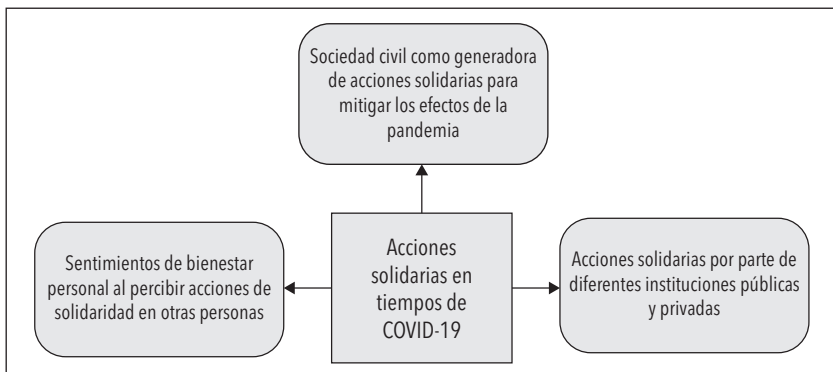 Sociedad civil como generadora
de acciones solidarias para
mitigar los efectos de la
pandemia
Sentimientos de bienestar
personal al percibir acciones de
solidaridad en otras personas
Acciones
solidarias en
tiempos de
COVID-19
Acciones solidarias por parte de
diferentes instituciones públicas
y privadas